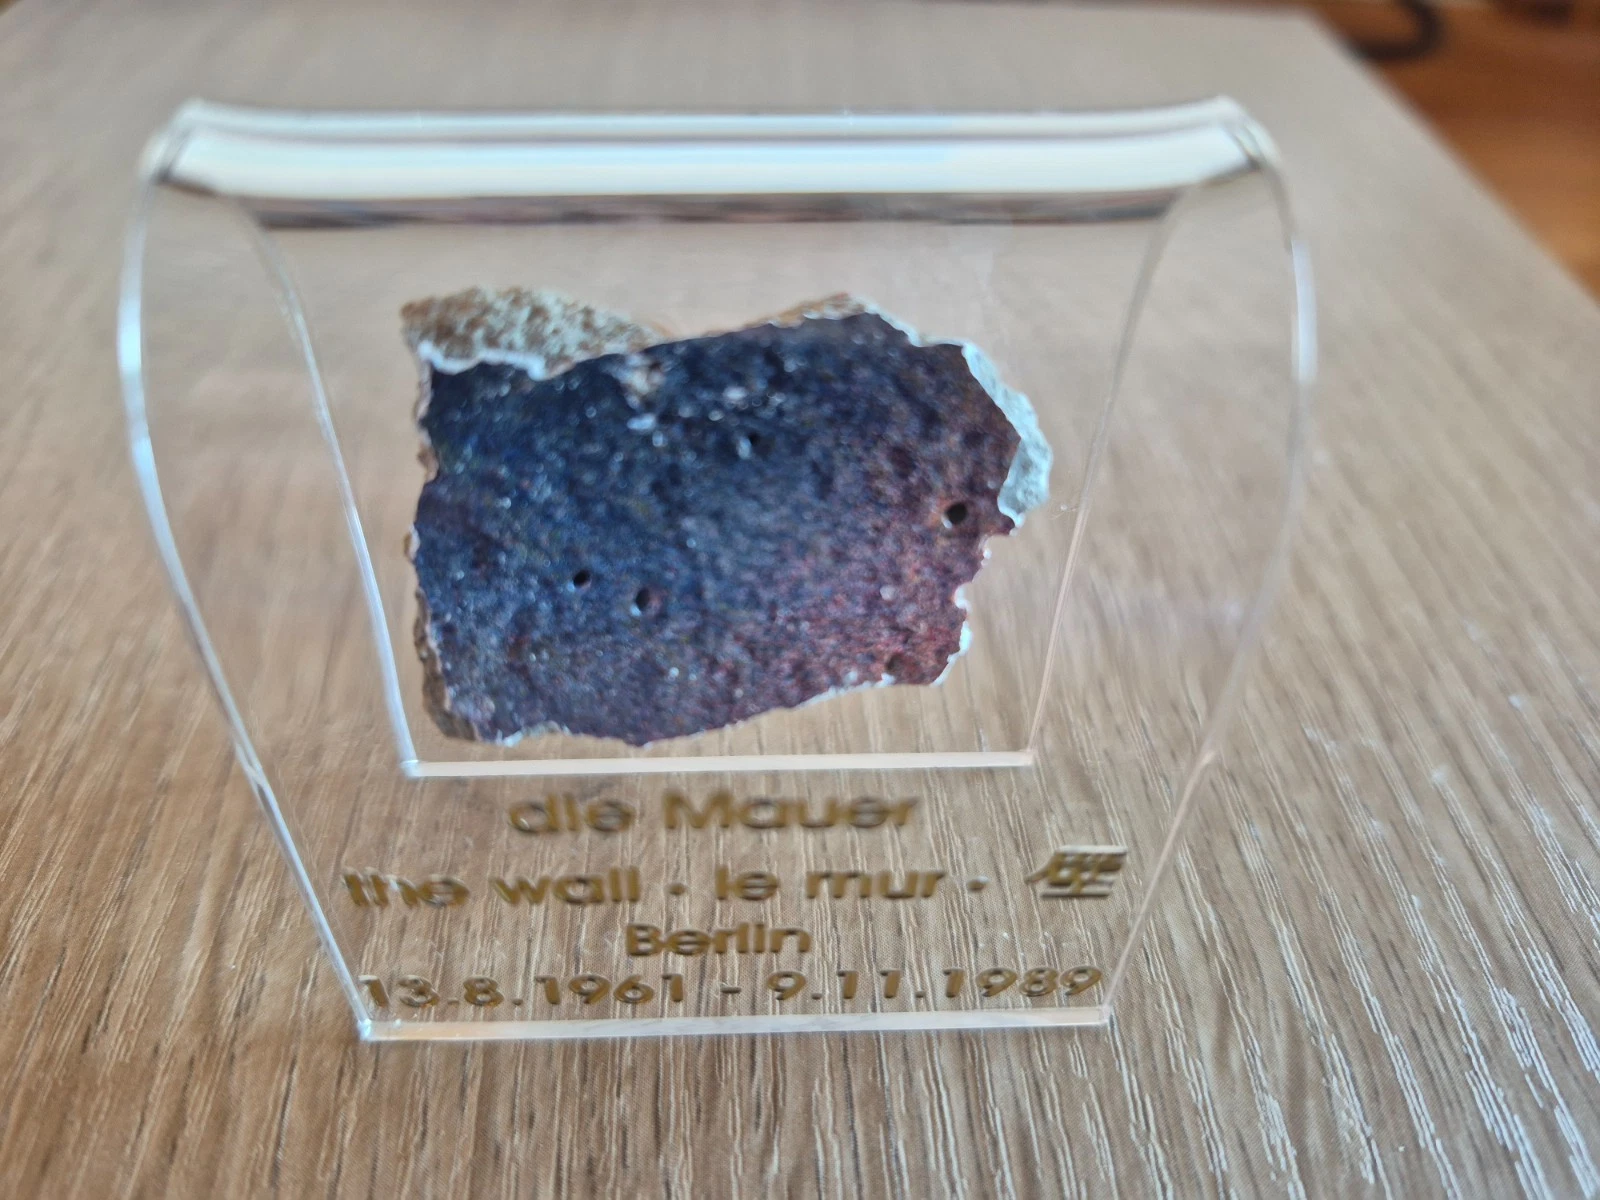 die Mauer
the wall · le mur · 壁
Berlin
13.8.1961 - 9.11.1989